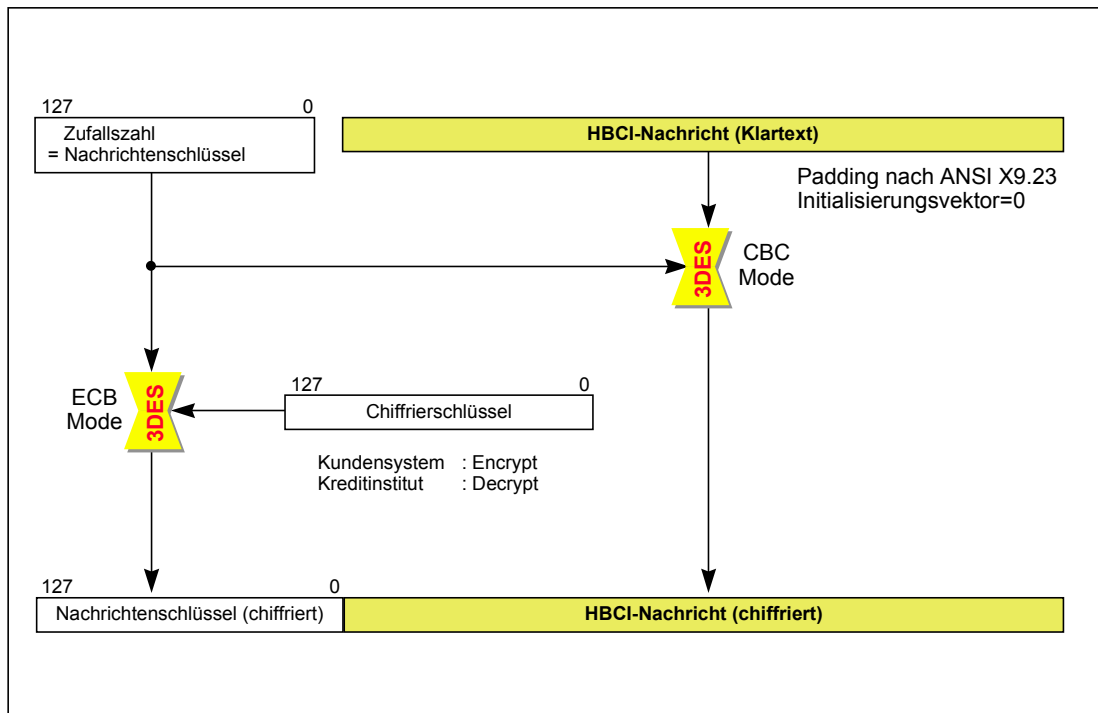 127 0
Zufallszahl
= Nachrichtenschlüssel
HBCI-Nachricht (Klartext)
Padding nach ANSI X9.23
Initialisierungsvektor=0
3DES
CBC
Mode
ECB
Mode
3DES
127 0
Chiffrierschlüssel
Kundensystem : Encrypt
Kreditinstitut : Decrypt
127 0
Nachrichtenschlüssel (chiffriert)
HBCI-Nachricht (chiffriert)